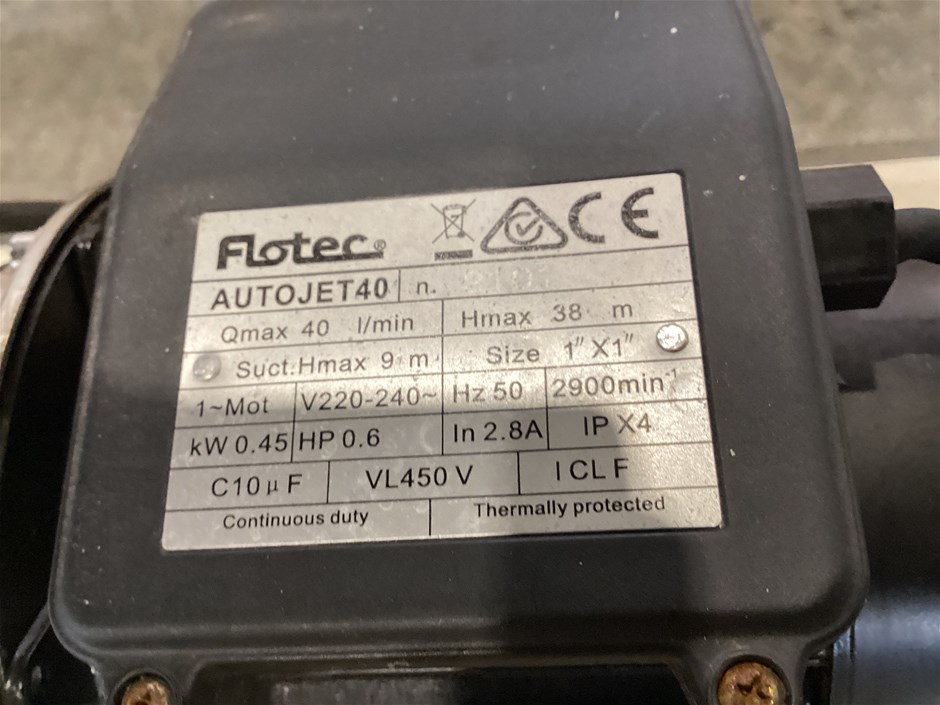 Flotec® CE
AUTOJET40 n.
Qmax 40 l/min Hmax 38 m
Suct.Hmax 9 m Size 1"X1"
1~Mot V220-240~ Hz 50 2900min-1
kW 0.45 HP 0.6 In 2.8A IP X4
C10μF VL450 V I CL F
Continuous duty Thermally protected